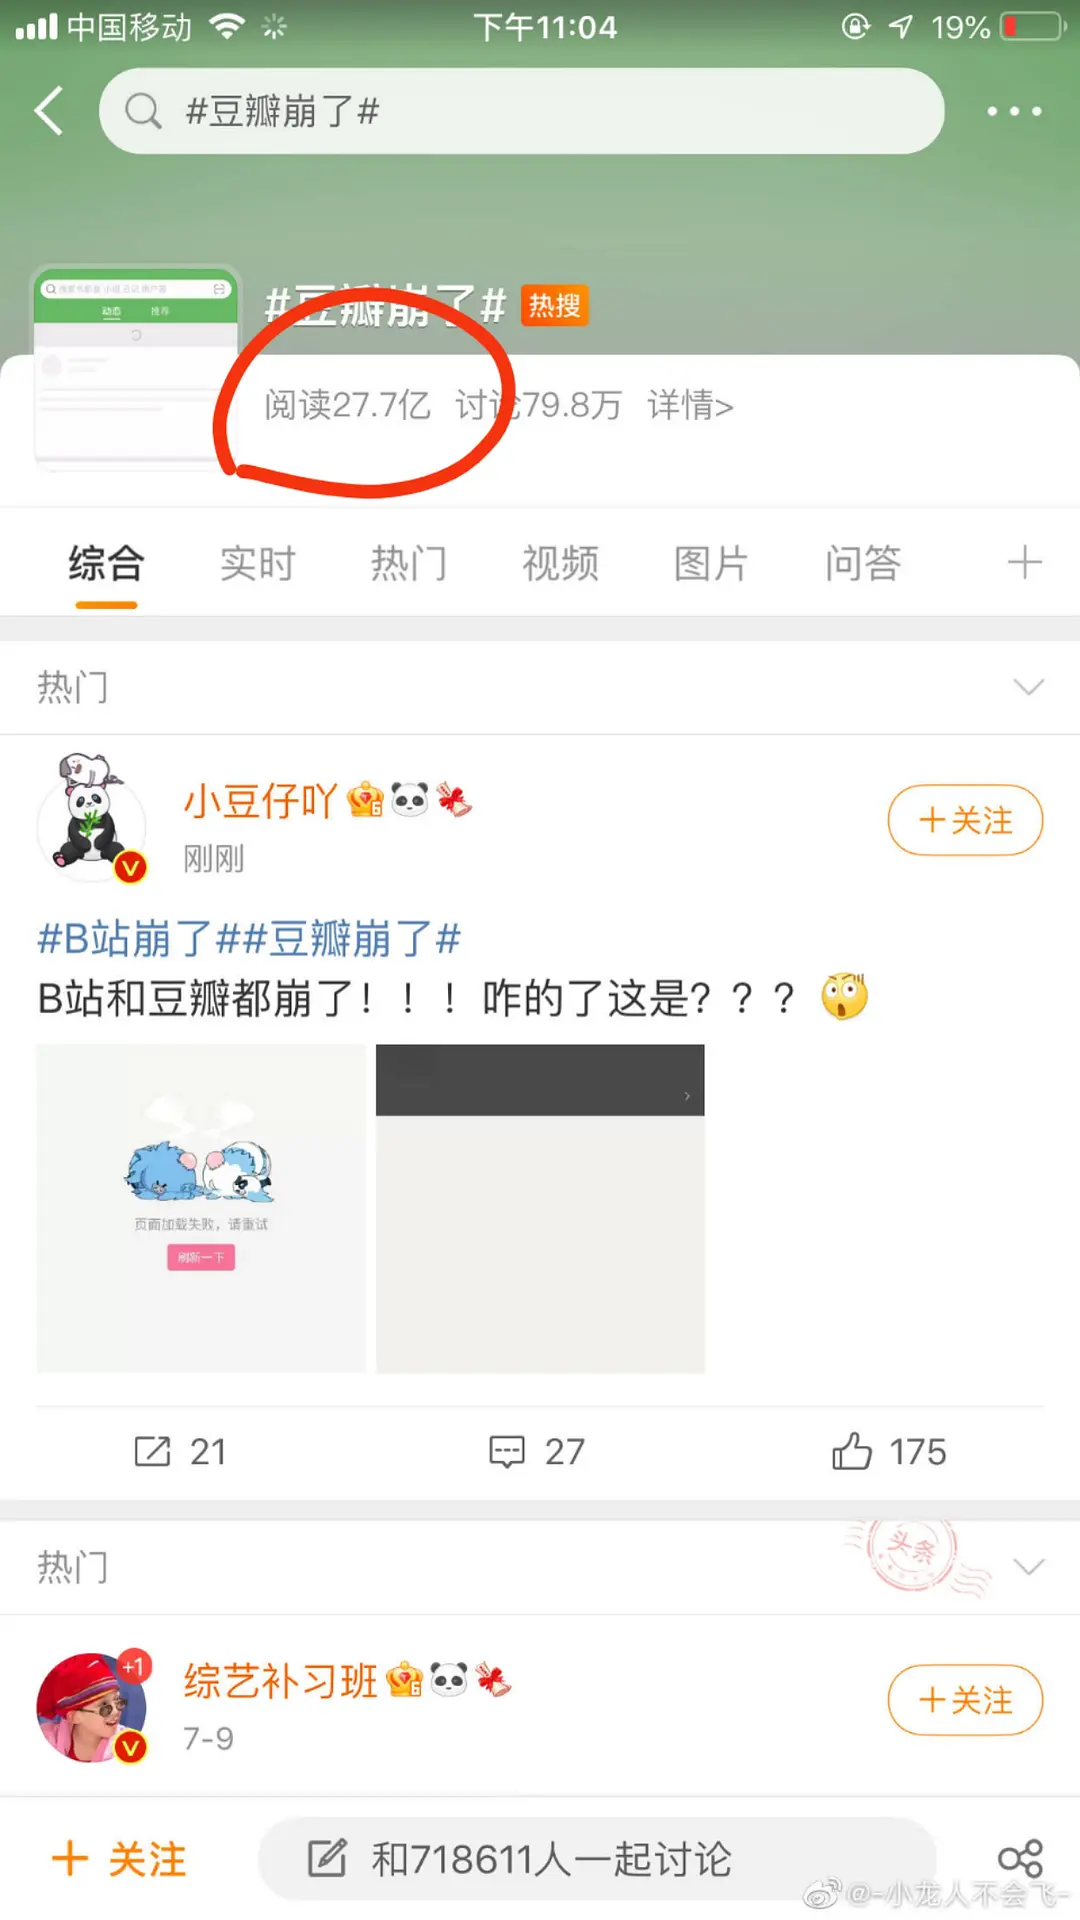 中国移动 下午11:04 19%
#豆瓣崩了#
#豆瓣崩了# 热搜
动态 推荐
阅读27.7亿 讨论79.8万 详情>
综合 实时 热门 视频 图片 问答
热门
小豆仔吖
刚刚
+关注
#B站崩了##豆瓣崩了#
B站和豆瓣都崩了！！！咋的了这是？？？
页面加载失败，请重试
刷新一下
21 27 175
热门
头条
+1
综艺补习班
7-9
+关注
+ 关注 和718611人一起讨论
@-小龙人不会飞-